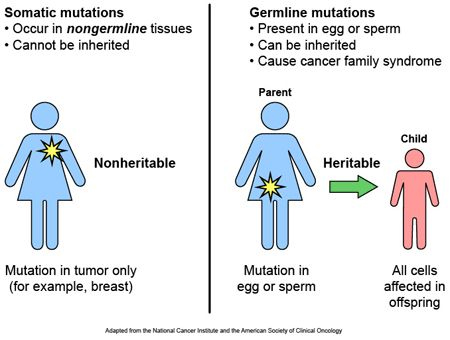 Somatic mutations
• Occur in nongermline tissues
• Cannot be inherited
Nonheritable
Mutation in tumor only
(for example, breast)
Germline mutations
• Present in egg or sperm
• Can be inherited
• Cause cancer family syndrome
Parent
Child
Heritable
Mutation in
egg or sperm
All cells
affected in
offspring
Adapted from the National Cancer Institute and the American Society of Clinical Oncology